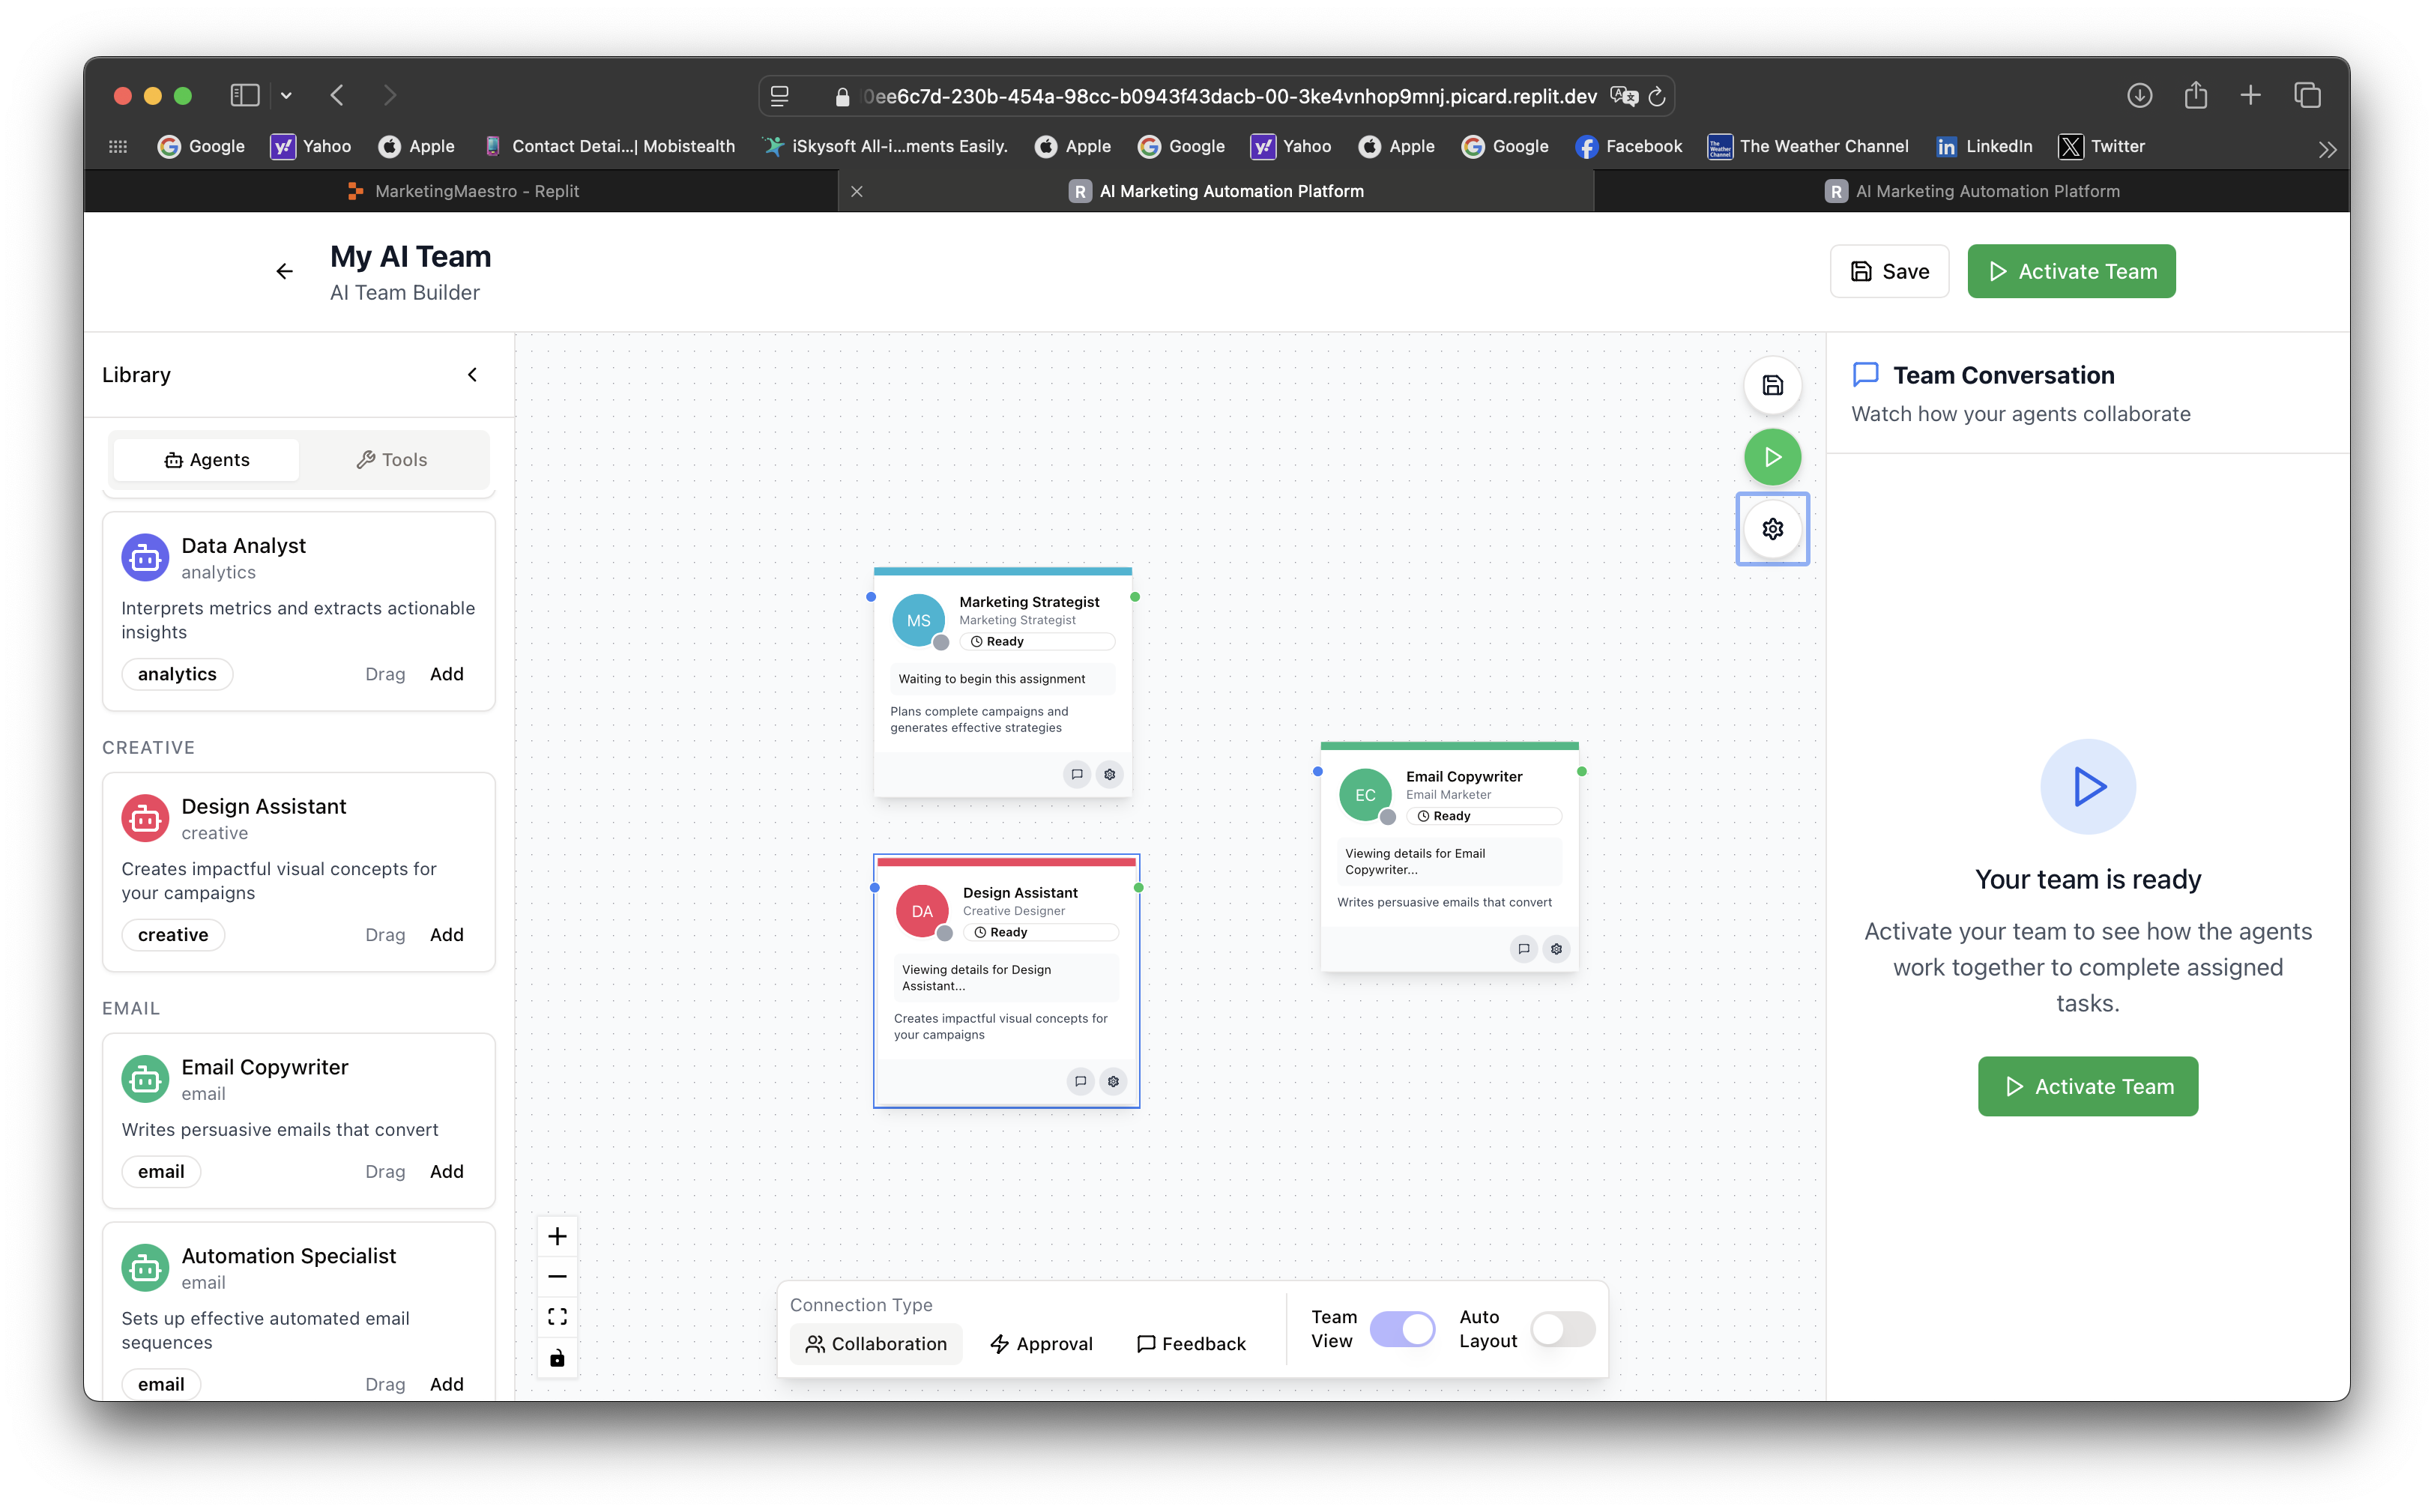 0ee6c7d-230b-454a-98cc-b0943f43dacb-00-3ke4vnhop9mnj.picard.replit.dev
Google
Yahoo
Apple
Contact Detai...| Mobistealth
iSkysoft All-i...ments Easily.
Apple
Google
Yahoo
Apple
Google
Facebook
The Weather Channel
LinkedIn
Twitter
MarketingMaestro - Replit
R AI Marketing Automation Platform
R AI Marketing Automation Platform
My AI Team
AI Team Builder
Save
Activate Team
Library
Agents
Tools
Data Analyst
analytics
Interprets metrics and extracts actionable
insights
analytics
Drag
Add
CREATIVE
Design Assistant
creative
Creates impactful visual concepts for
your campaigns
creative
Drag
Add
EMAIL
Email Copywriter
email
Writes persuasive emails that convert
email
Drag
Add
Automation Specialist
email
Sets up effective automated email
sequences
email
Drag
Add
MS
Marketing Strategist
Marketing Strategist
Ready
Waiting to begin this assignment
Plans complete campaigns and
generates effective strategies
DA
Design Assistant
Creative Designer
Ready
Viewing details for Design
Assistant...
Creates impactful visual concepts for
your campaigns
EC
Email Copywriter
Email Marketer
Ready
Viewing details for Email
Copywriter...
Writes persuasive emails that convert
Connection Type
Collaboration
Approval
Feedback
Team
View
Auto
Layout
Team Conversation
Watch how your agents collaborate
Your team is ready
Activate your team to see how the agents
work together to complete assigned
tasks.
Activate Team